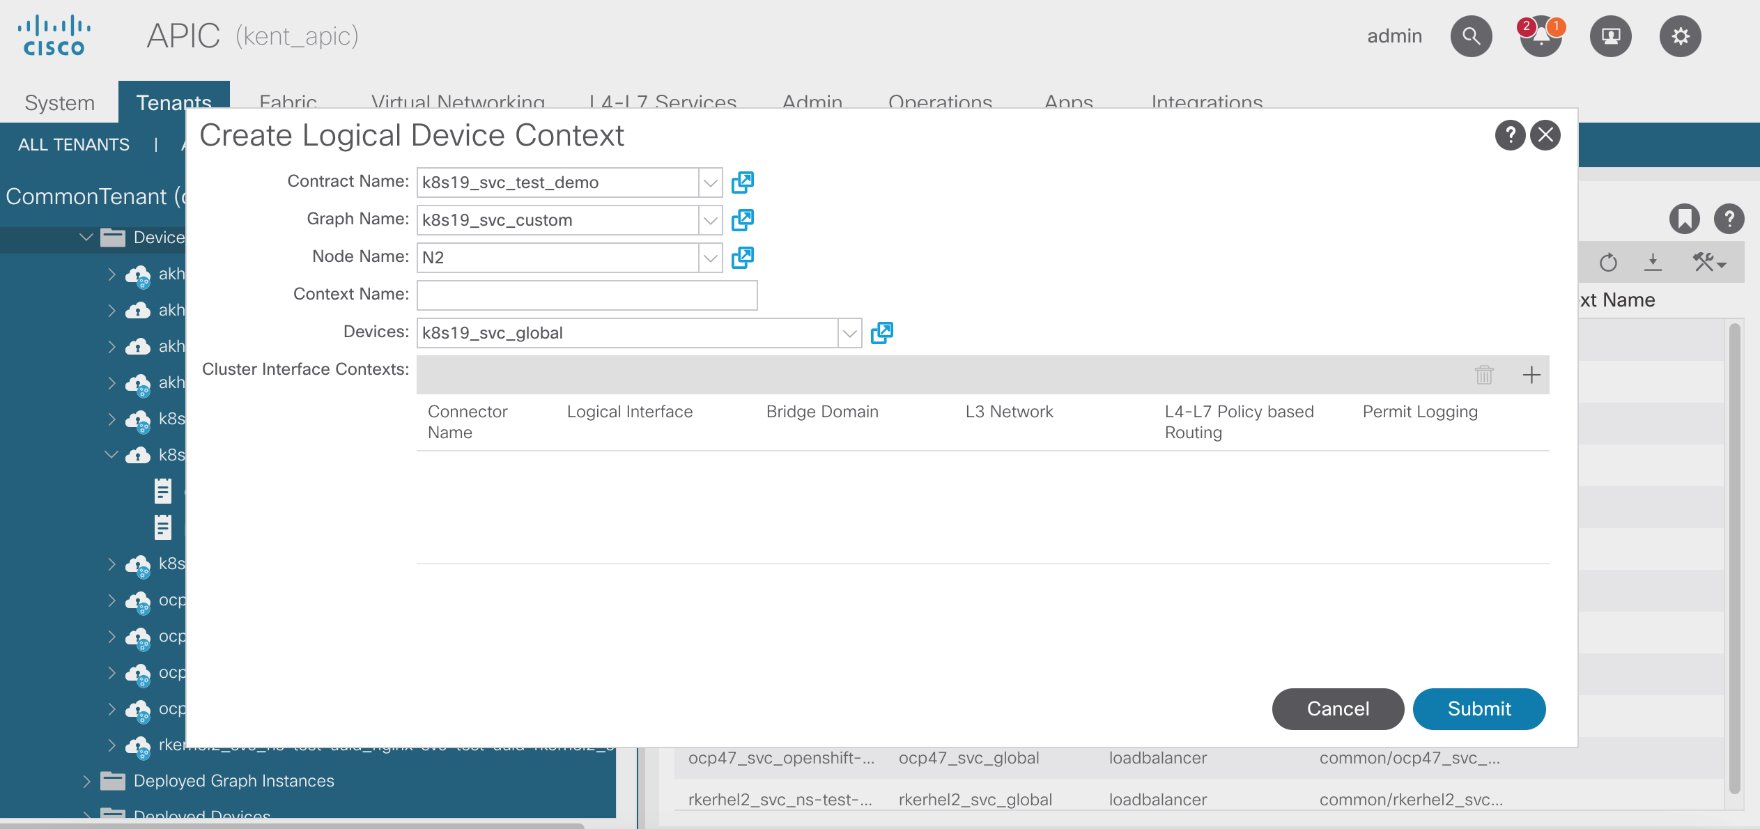 CISCO
APIC (kent_apic)
admin
2
1
System
Tenants
Fabric
Virtual Networking
L4-L7 Services
Admin
Operations
Apps
Integrations
ALL TENANTS |
CommonTenant (
Create Logical Device Context
Contract Name: k8s19_svc_test_demo
Graph Name: k8s19_svc_custom
Node Name: N2
Context Name:
Devices: k8s19_svc_global
Cluster Interface Contexts:
Connector Name
Logical Interface
Bridge Domain
L3 Network
L4-L7 Policy based Routing
Permit Logging
Cancel
Submit
Device
akh
akh
akh
akh
k8s
k8s
k8s
ocp
ocp
ocp
ocp
Deployed Graph Instances
Deployed Devices
xt Name
ocp47_svc_openshift-... ocp47_svc_global loadbalancer common/ocp47_svc_...
rkerhel2_svc_ns-test-... rkerhel2_svc_global loadbalancer common/rkerhel2_svc...